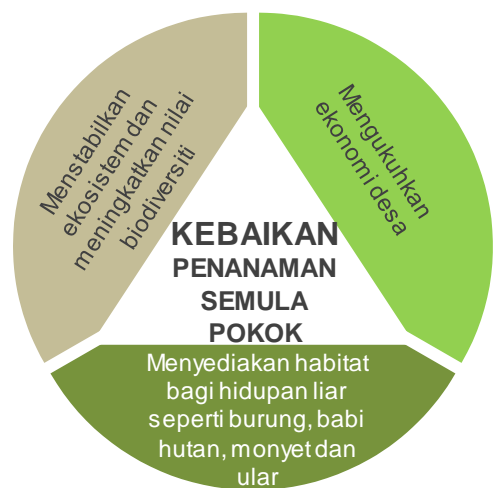 Menstabilkan
ekosistem dan
meningkatkan nilai
biodiversiti
Mengukuhkan
ekonomi desa
KEBAIKAN
PENANAMAN
SEMULA
POKOK
Menyediakan habitat
bagi hidupan liar
seperti burung, babi
hutan, monyet dan
ular